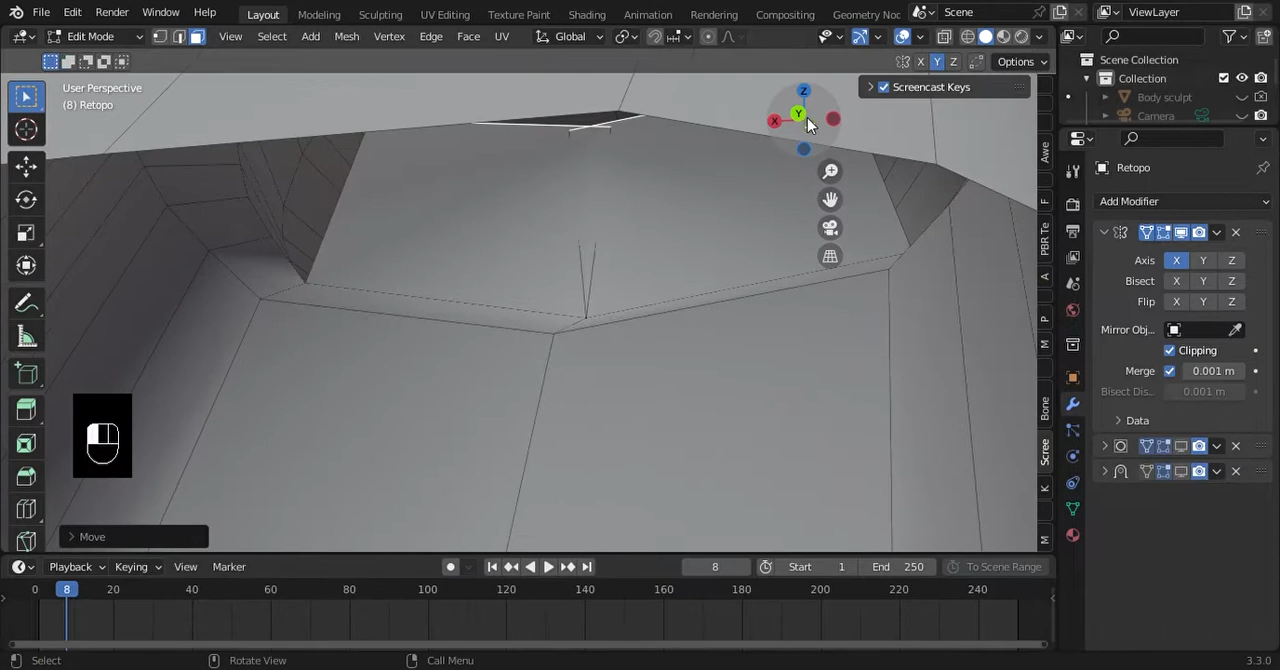 File Edit Render Window Help Layout Modeling Sculpting UV Editing Texture Paint Shading Animation Rendering Compositing Geometry Noc Scene ViewLayer
Edit Mode View Select Add Mesh Vertex Edge Face UV Global
X Y Z Options
Scene Collection
Collection
Body sculpt
Camera
User Perspective
(8) Retopo
Screencast Keys
Z
Y
X
Retopo
Add Modifier
Axis X Y Z
Bisect X Y Z
Flip X Y Z
Mirror Obj...
Clipping
Merge 0.001 m
Bisect Dis... 0.001 m
Data
Awe
F
PBR Te
A
P
M
Bone
Scree
K
M
Move
Playback Keying View Marker 8 Start 1 End 250 To Scene Range
0 8 20 40 60 80 100 120 140 160 180 200 220 240
Select Rotate View Call Menu 3.3.0